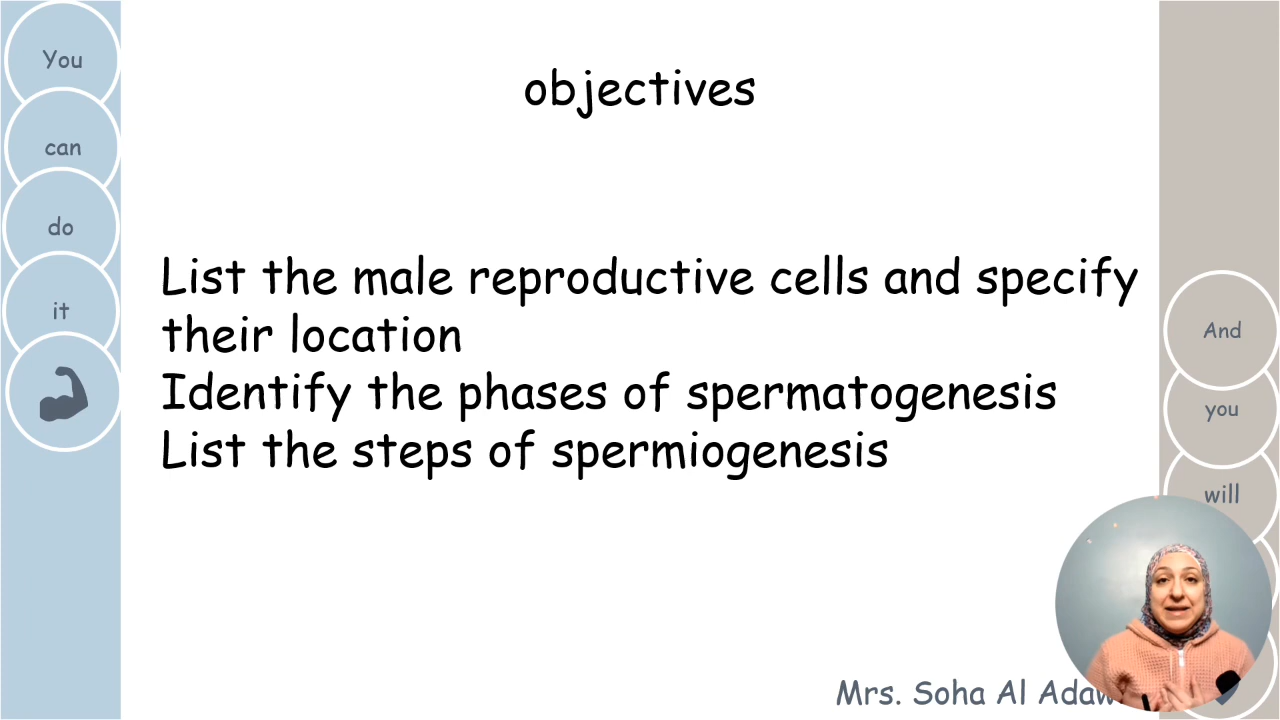 You
can
do
it
objectives
List the male reproductive cells and specify
their location
Identify the phases of spermatogenesis
List the steps of spermiogenesis
And
you
will
Mrs. Soha Al